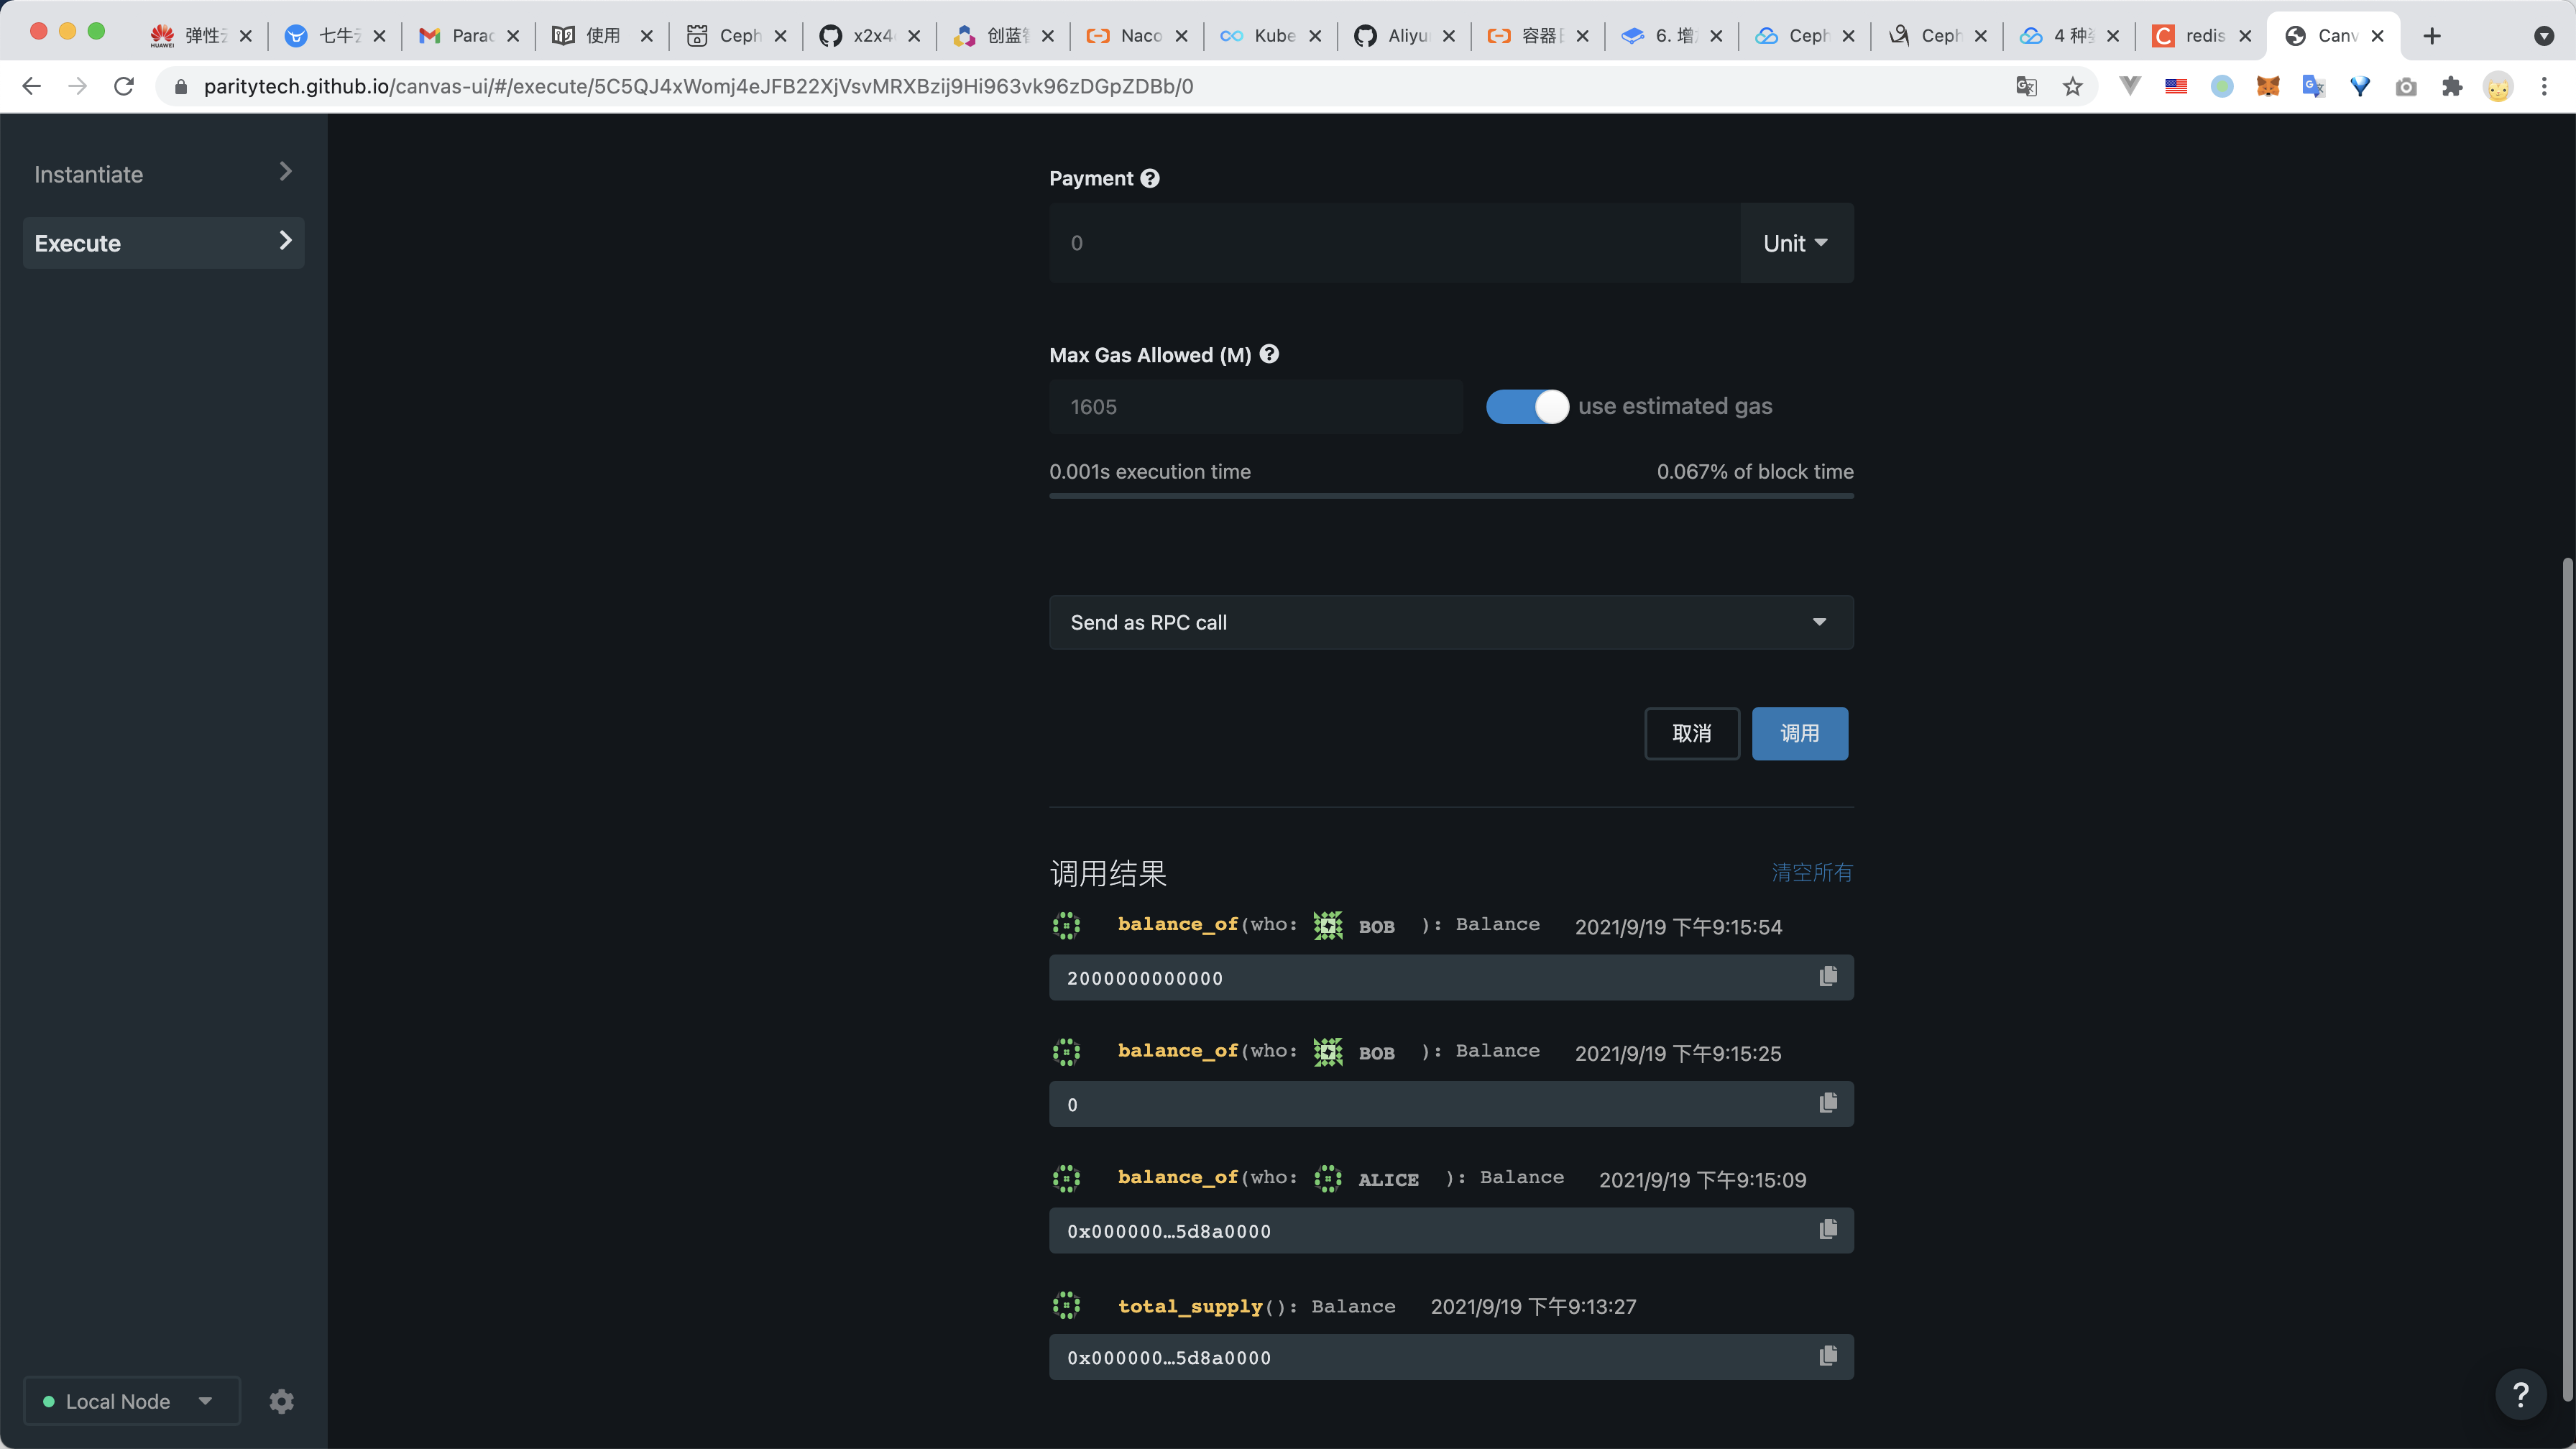 弹性
七牛
Parac
使用
Ceph
x2x4
创蓝
Naco
Kube
Aliyu
容器
6. 增
Ceph
Ceph
4 种
redis
Canv
paritytech.github.io/canvas-ui/#/execute/5C5QJ4xWomj4eJFB22XjVsvMRXBzij9Hi963vk96zDGpZDBb/0
Instantiate
Execute
Payment
0
Unit
Max Gas Allowed (M)
1605
use estimated gas
0.001s execution time
0.067% of block time
Send as RPC call
取消
调用
调用结果
清空所有
balance_of(who: BOB ): Balance 2021/9/19 下午9:15:54
2000000000000
balance_of(who: BOB ): Balance 2021/9/19 下午9:15:25
0
balance_of(who: ALICE ): Balance 2021/9/19 下午9:15:09
0x000000…5d8a0000
total_supply(): Balance 2021/9/19 下午9:13:27
0x000000…5d8a0000
Local Node